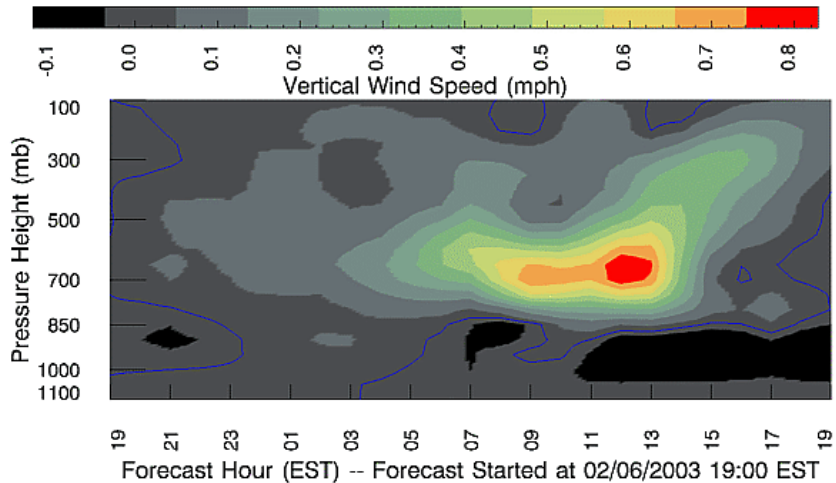 -0.1 0.0 0.1 0.2 0.3 0.4 0.5 0.6 0.7 0.8
Vertical Wind Speed (mph)
Pressure Height (mb)
100
300
500
700
850
1000
1100
19 21 23 01 03 05 07 09 11 13 15 17 19
Forecast Hour (EST) -- Forecast Started at 02/06/2003 19:00 EST